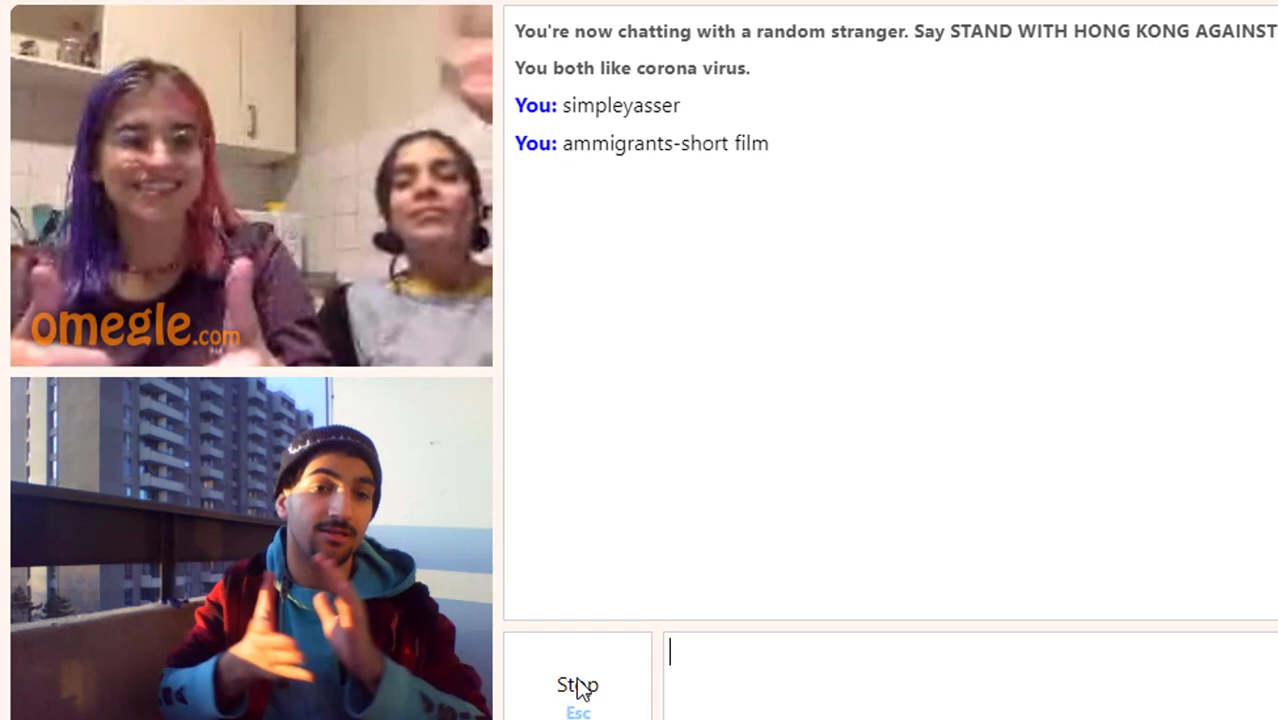 You're now chatting with a random stranger. Say STAND WITH HONG KONG AGAINST
You both like corona virus.
You: simpleyasser
You: ammigrants-short film
omegle.com
Stop
Esc